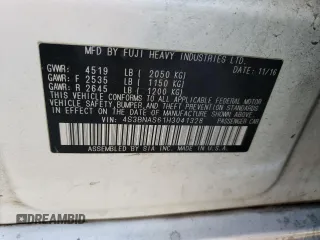 MFD. BY FUJI HEAVY INDUSTRIES LTD.
GVWR: 4519 LB ( 2050 KG) DATE: 11/16
GAWR: F 2535 LB ( 1150 KG)
GAWR: R 2645 LB ( 1200 KG)
THIS VEHICLE CONFORMS TO ALL APPLICABLE FEDERAL MOTOR
VEHICLE SAFETY, BUMPER, AND THEFT PREVENTION STANDARDS
IN EFFECT ON THE DATE OF MANUFACTURE SHOWN ABOVE.
VIN: 4S3BNAS61H3041328
ASSEMBLED BY SIA INC. MADE IN U.S.A.
DREAMBID